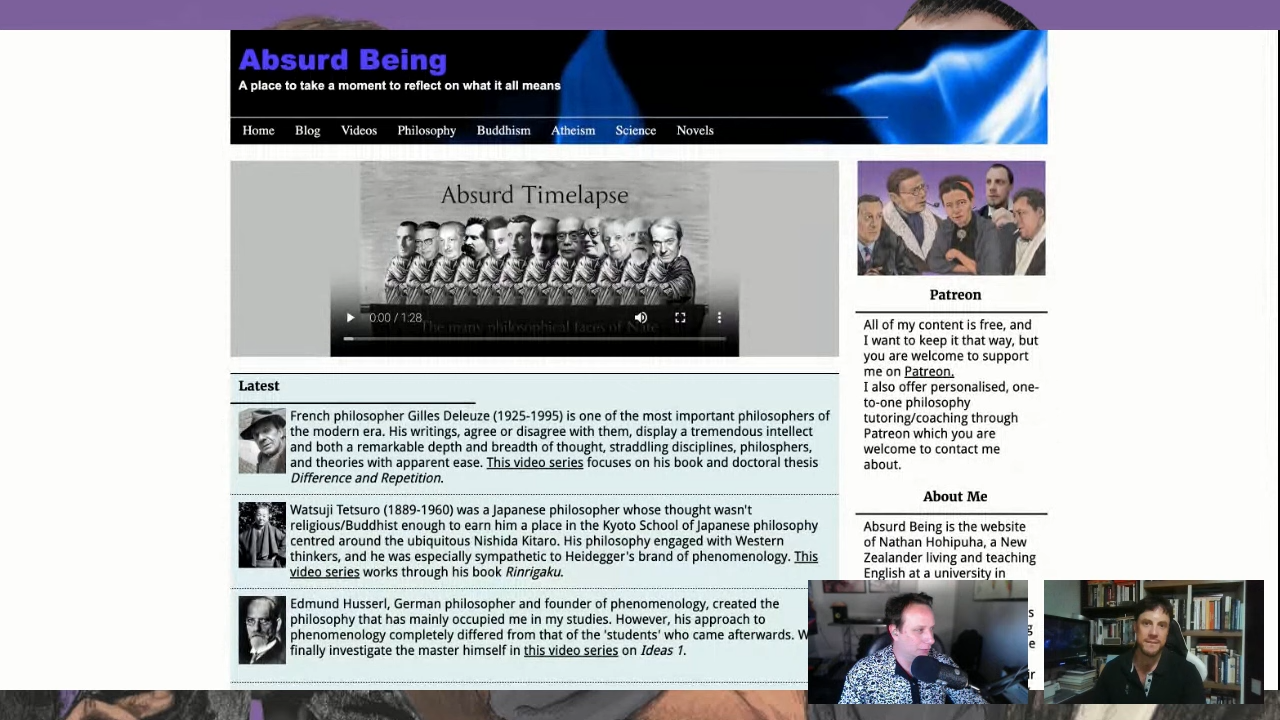 Absurd Being
A place to take a moment to reflect on what it all means
Home Blog Videos Philosophy Buddhism Atheism Science Novels
Absurd Timelapse
0:00 / 1:28
The many philosophical faces of Nate
Latest
French philosopher Gilles Deleuze (1925-1995) is one of the most important philosophers of
the modern era. His writings, agree or disagree with them, display a tremendous intellect
and both a remarkable depth and breadth of thought, straddling disciplines, philosphers,
and theories with apparent ease. This video series focuses on his book and doctoral thesis
Difference and Repetition.
Watsuji Tetsuro (1889-1960) was a Japanese philosopher whose thought wasn't
religious/Buddhist enough to earn him a place in the Kyoto School of Japanese philosophy
centred around the ubiquitous Nishida Kitaro. His philosophy engaged with Western
thinkers, and he was especially sympathetic to Heidegger's brand of phenomenology. This
video series works through his book Rinrigaku.
Edmund Husserl, German philosopher and founder of phenomenology, created the
philosophy that has mainly occupied me in my studies. However, his approach to
phenomenology completely differed from that of the 'students' who came afterwards. W
finally investigate the master himself in this video series on Ideas 1.
Patreon
All of my content is free, and
I want to keep it that way, but
you are welcome to support
me on Patreon.
I also offer personalised, one-
to-one philosophy
tutoring/coaching through
Patreon which you are
welcome to contact me
about.
About Me
Absurd Being is the website
of Nathan Hohipuha, a New
Zealander living and teaching
English at a university in